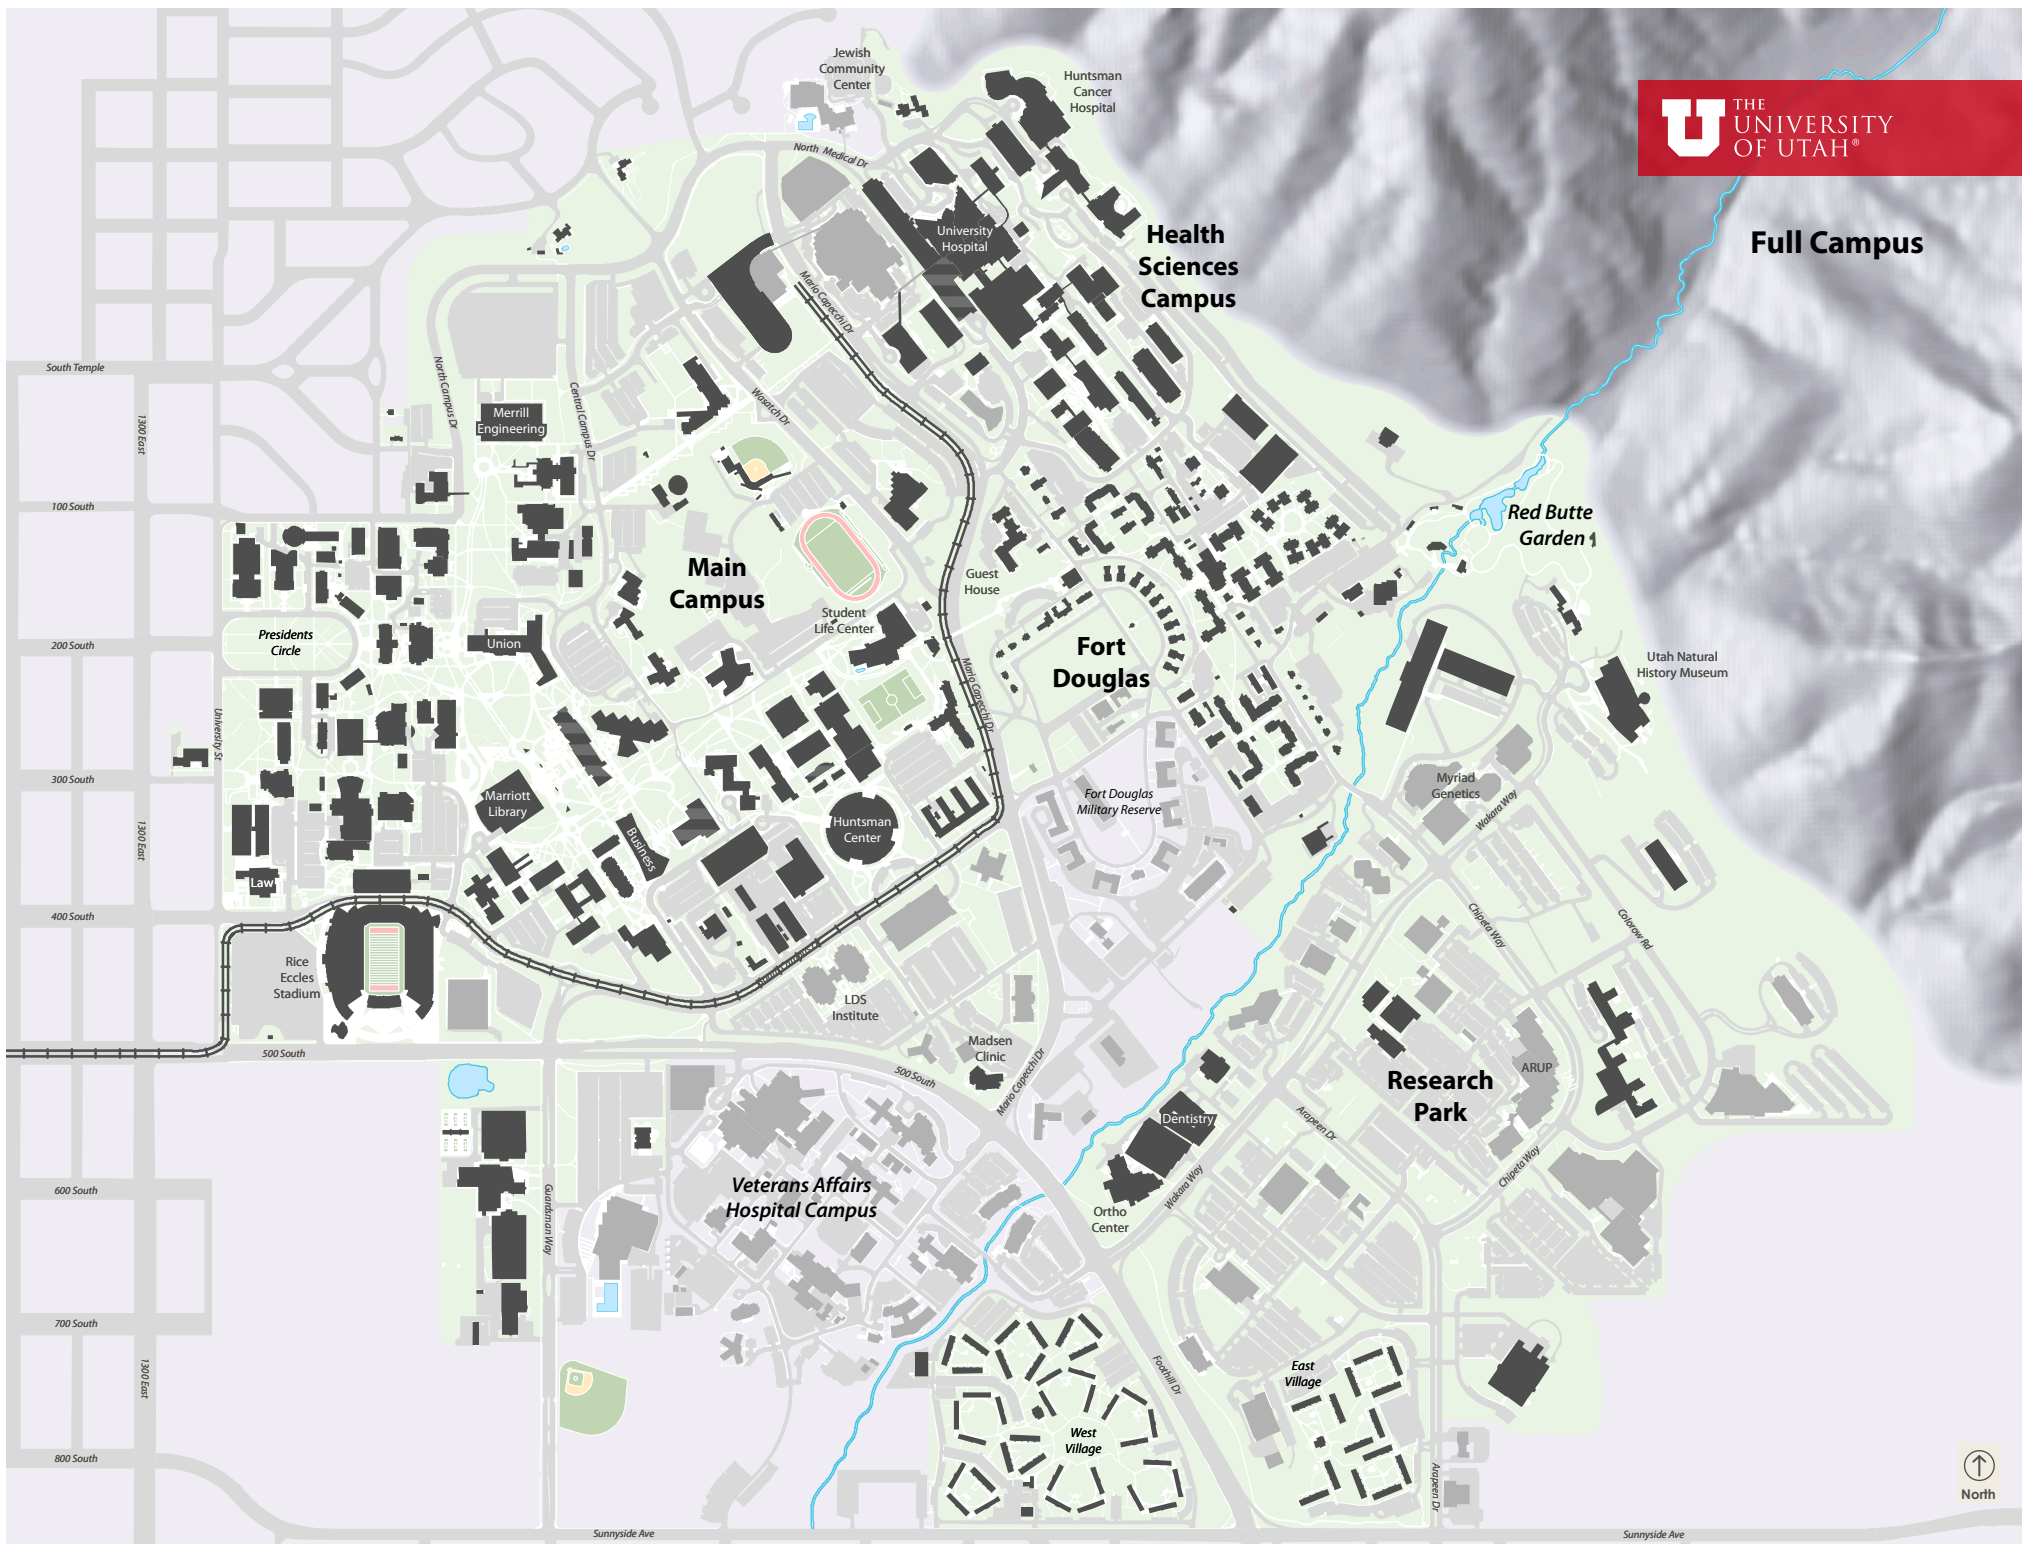 Jewish
Community
Center
Huntsman
Cancer
Hospital
THE
UNIVERSITY
OF UTAH®
North Medical Dr
University
Hospital
Health
Sciences
Campus
Full Campus
Mario Capecchi Dr
South Temple
1300 East
North Campus Dr
Central Campus Dr
Wasatch Dr
Merrill
Engineering
100 South
Red Butte
Garden
Main
Campus
Guest
House
Student
Life Center
Presidents
Circle
200 South
Union
Fort
Douglas
Utah Natural
History Museum
Mario Capecchi Dr
University St
300 South
Marriott
Library
Business
Huntsman
Center
Fort Douglas
Military Reserve
Myriad
Genetics
Wakara Way
1300 East
Law
400 South
Chipeta Way
Colorow Rd
Rice
Eccles
Stadium
LDS
Institute
500 South
Madsen
Clinic
500 South
Mario Capecchi Dr
ARUP
Research
Park
Dentistry
Arapeen Dr
Chipeta Way
Wakara Way
Veterans Affairs
Hospital Campus
600 South
Guardsman Way
Ortho
Center
700 South
1300 East
Foothill Dr
East
Village
West
Village
800 South
Arapeen Dr
North
Sunnyside Ave
Sunnyside Ave